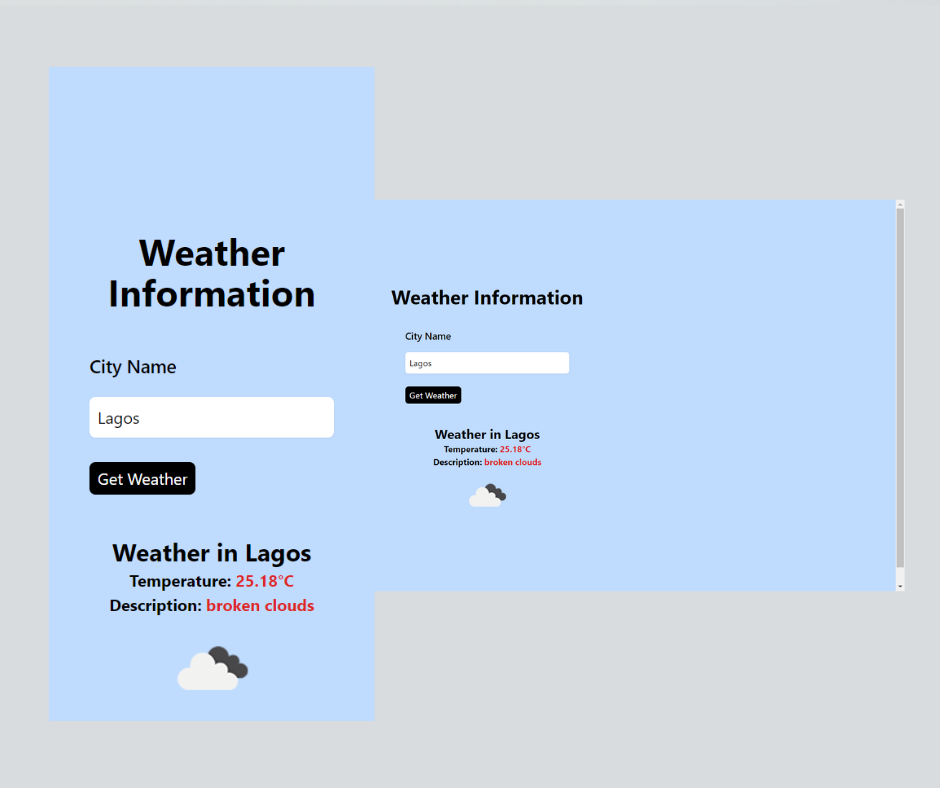 Weather
Information
City Name
Lagos
Get Weather
Weather in Lagos
Temperature: 25.18°C
Description: broken clouds
Weather Information
City Name
Lagos
Get Weather
Weather in Lagos
Temperature: 25.18°C
Description: broken clouds